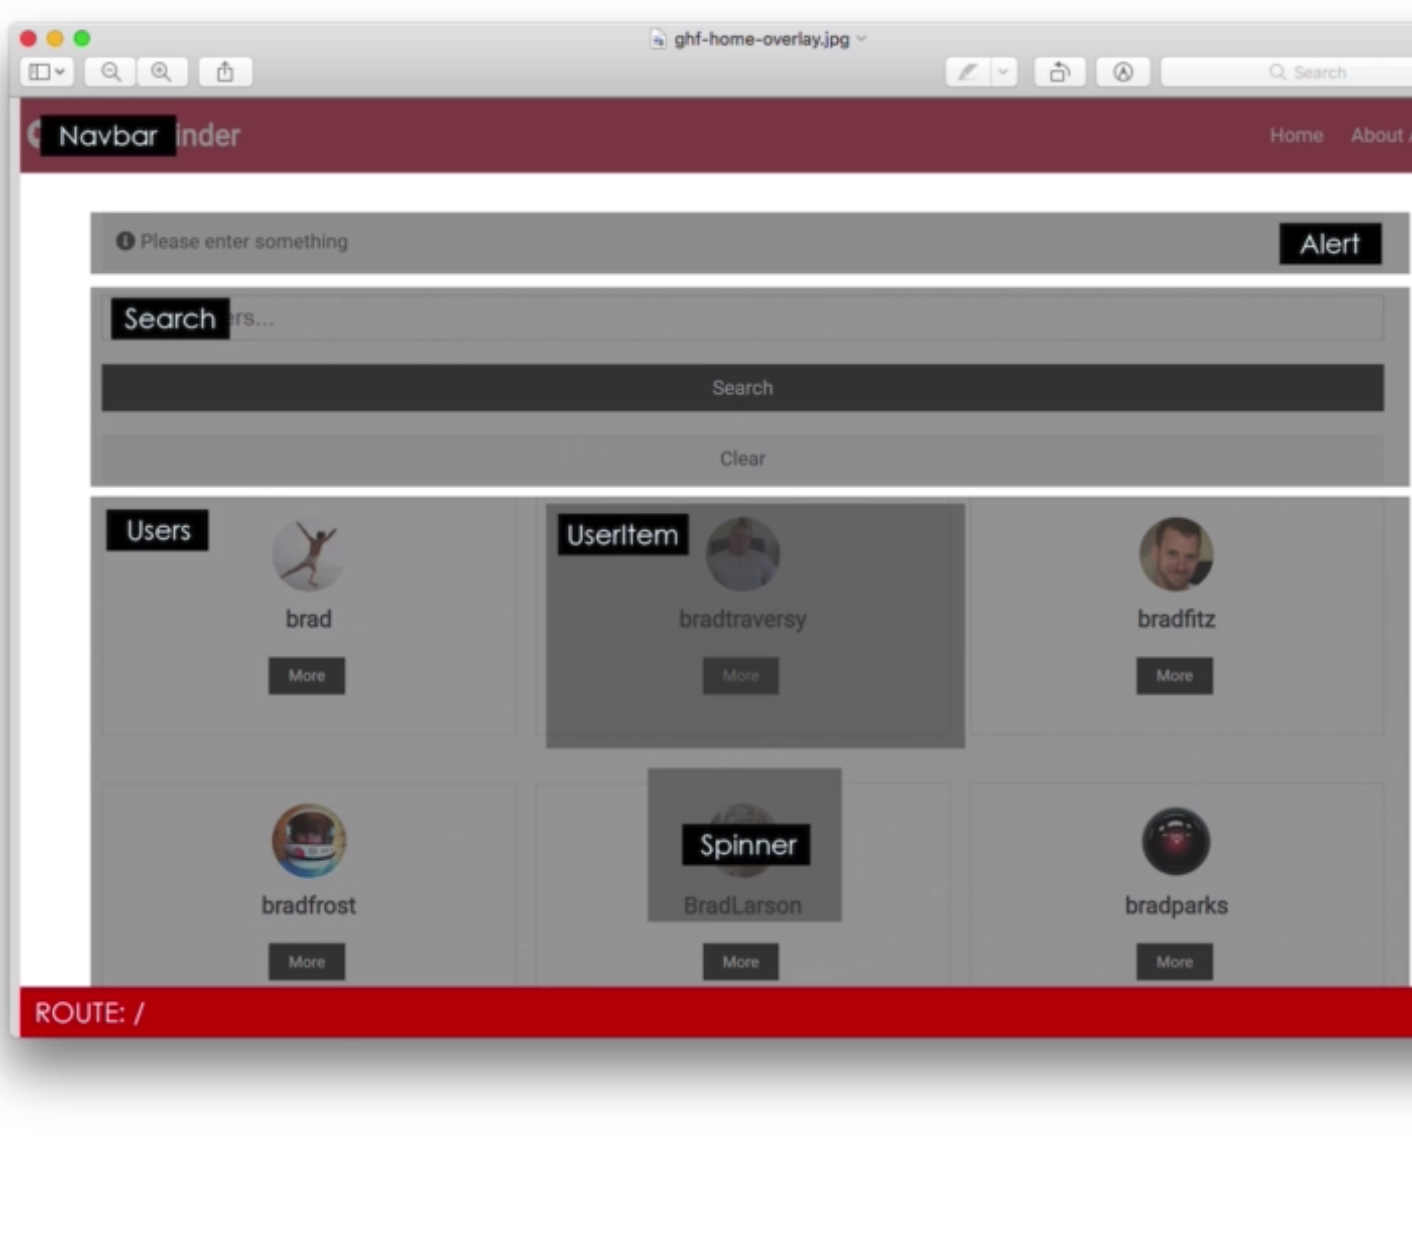 ghf-home-overlay.jpg
Search
Navbar inder
Home About
Please enter something
Alert
Search ers...
Search
Clear
Users
UserItem
brad
bradtraversy
bradfitz
More
More
More
Spinner
bradfrost
BradLarson
bradparks
More
More
More
ROUTE: /